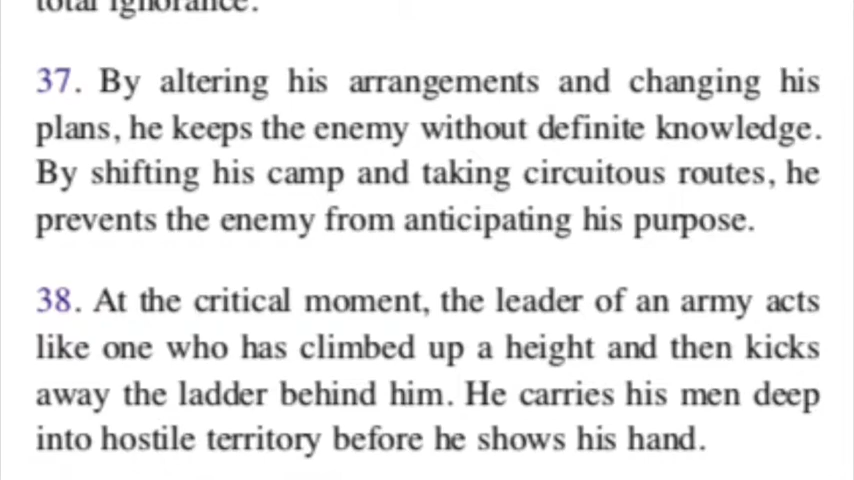 total ignorance.
37. By altering his arrangements and changing his
plans, he keeps the enemy without definite knowledge.
By shifting his camp and taking circuitous routes, he
prevents the enemy from anticipating his purpose.
38. At the critical moment, the leader of an army acts
like one who has climbed up a height and then kicks
away the ladder behind him. He carries his men deep
into hostile territory before he shows his hand.